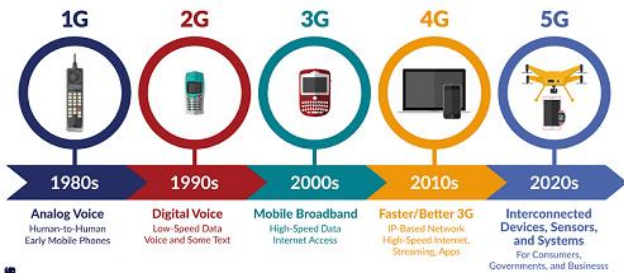 1G 2G 3G 4G 5G
1980s 1990s 2000s 2010s 2020s
Analog Voice
Human-to-Human
Early Mobile Phones
Digital Voice
Low-Speed Data
Voice and Some Text
Mobile Broadband
High-Speed Data
Internet Access
Faster/Better 3G
IP-Based Network
High-Speed Internet,
Streaming, Apps
Interconnected
Devices, Sensors,
and Systems
For Consumers,
Governments, and Businesss